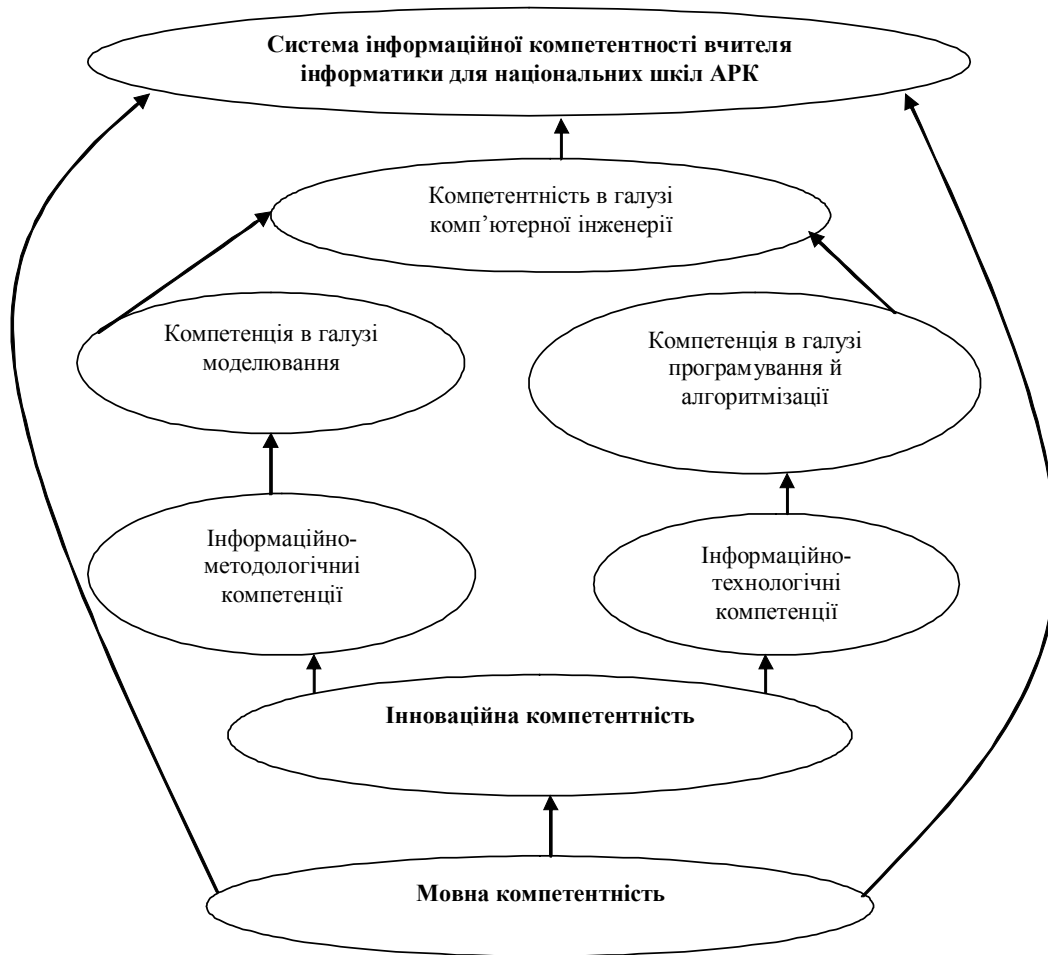 Система інформаційної компетентності вчителя
інформатики для національних шкіл АРК
Компетентність в галузі
комп’ютерної інженерії
Компетенція в галузі
моделювання
Компетенція в галузі
програмування й
алгоритмізації
Інформаційно-
методологічниі
компетенції
Інформаційно-
технологічні
компетенції
Інноваційна компетентність
Мовна компетентність